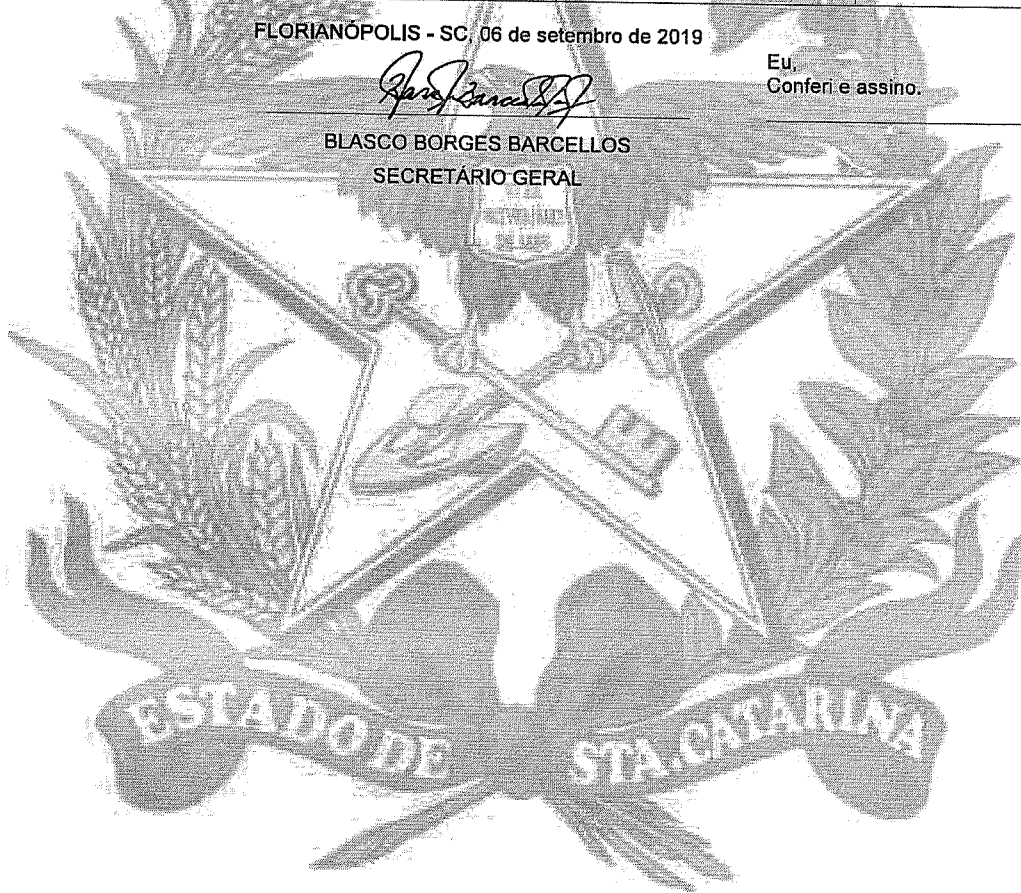 FLORIANÓPOLIS - SC, 06 de setembro de 2019
Eu,
Conferi e assino.
BLASCO BORGES BARCELLOS
SECRETÁRIO GERAL
ESTADO DE STA. CATARINA